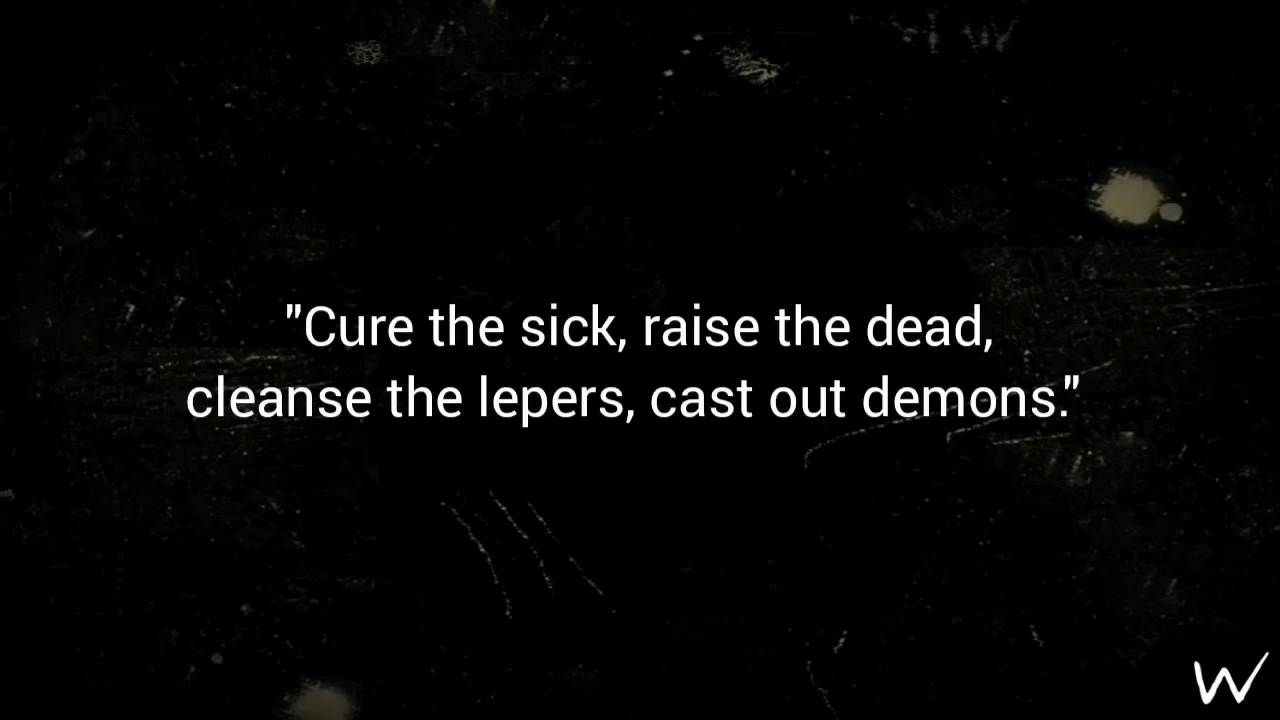 "Cure the sick, raise the dead,
cleanse the lepers, cast out demons."
W